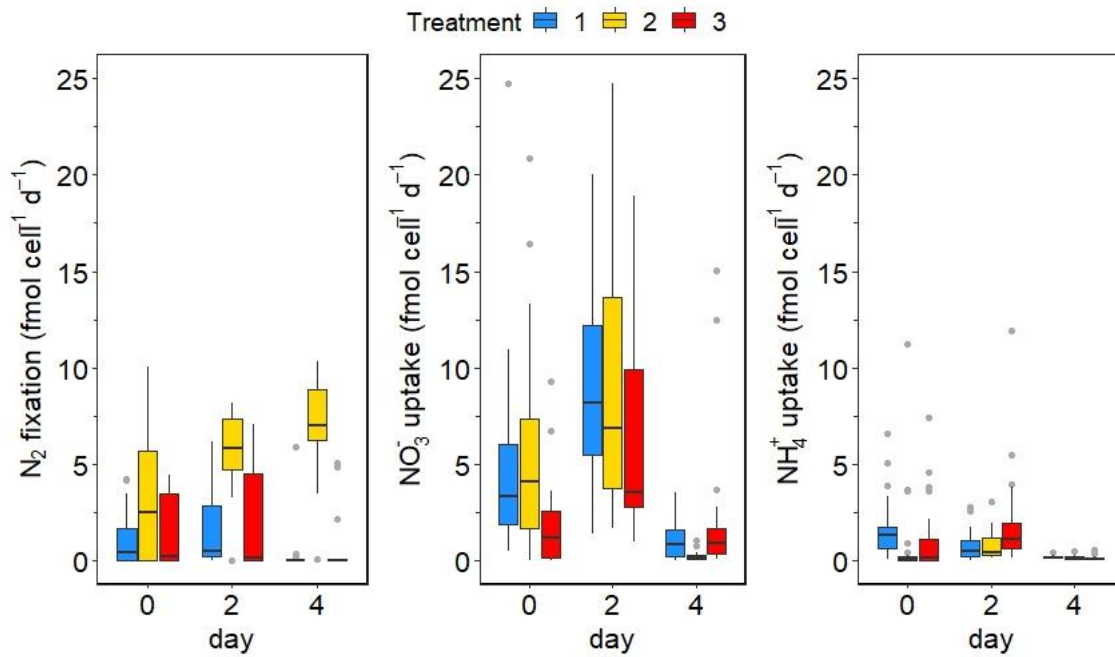 Treatment 1 2 3
N₂ fixation (fmol cell⁻¹ d⁻¹)
25
20
15
10
5
0
0 2 4
day
NO₃⁻ uptake (fmol cell⁻¹ d⁻¹)
25
20
15
10
5
0
0 2 4
day
NH₄⁺ uptake (fmol cell⁻¹ d⁻¹)
25
20
15
10
5
0
0 2 4
day